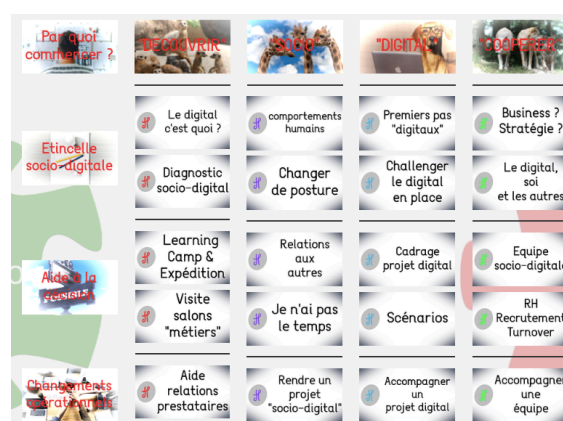 Par quoi
commencer ?
"DECOUVRIR"
"SOCIO"
"DIGITAL"
"COOPERER"
Etincelle
socio-digitale
Le digital
c'est quoi ?
comportements
humains
Premiers pas
"digitaux"
Business ?
Stratégie ?
Diagnostic
socio-digital
Changer
de posture
Challenger
le digital
en place
Le digital,
soi
et les autres
Aide à la
décision
Learning
Camp &
Expédition
Relations
aux
autres
Cadrage
projet digital
Equipe
socio-digitale
Visite
salons
"métiers"
Je n'ai pas
le temps
Scénarios
RH
Recrutement
Turnover
Changements
opérationnels
Aide
relations
prestataires
Rendre un
projet
"socio-digital"
Accompagner
un
projet digital
Accompagner
une
équipe